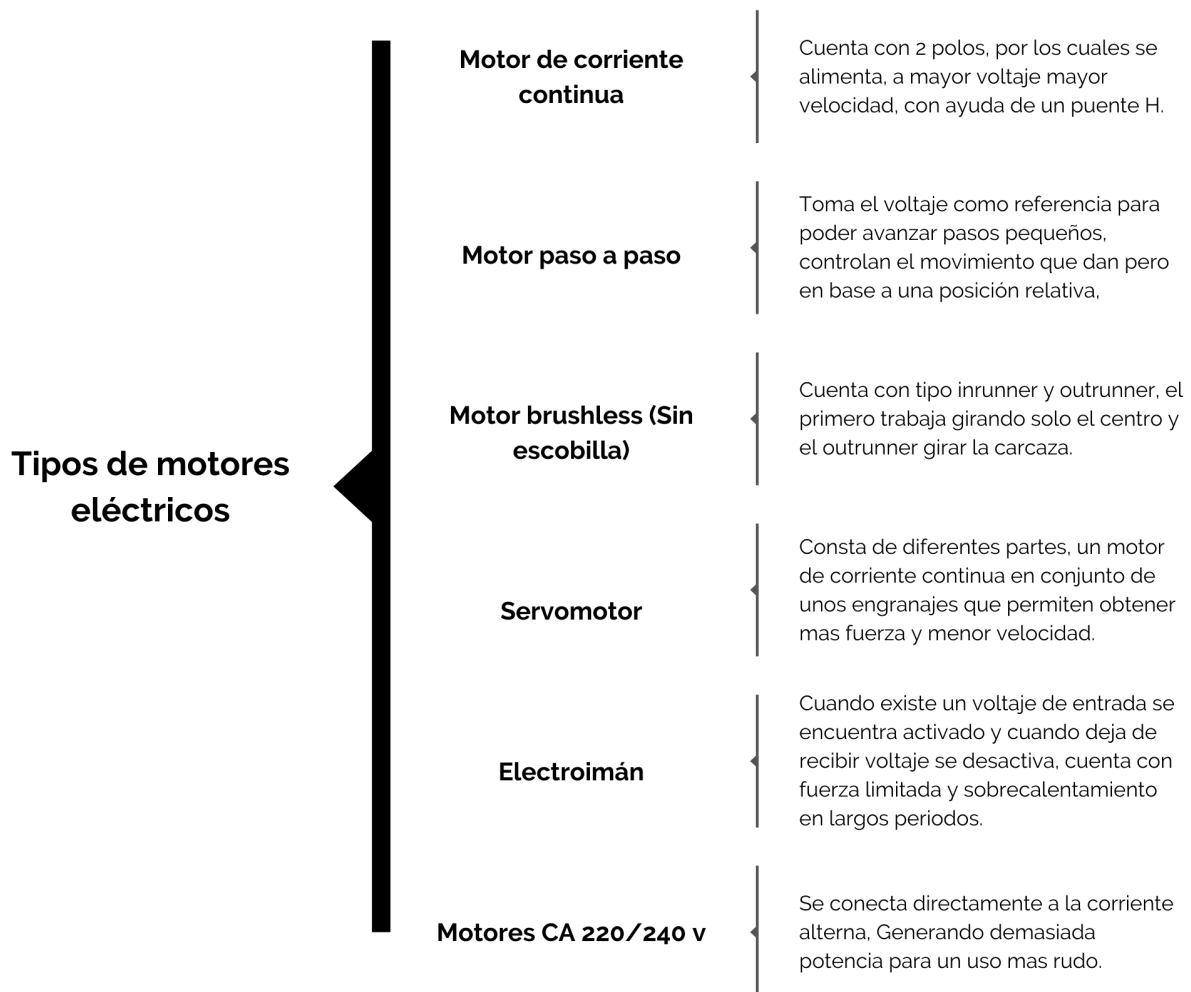 Tipos de motores
eléctricos
Motor de corriente
continua
Cuenta con 2 polos, por los cuales se
alimenta, a mayor voltaje mayor
velocidad, con ayuda de un puente H.
Motor paso a paso
Toma el voltaje como referencia para
poder avanzar pasos pequeños,
controlan el movimiento que dan pero
en base a una posición relativa,
Motor brushless (Sin
escobilla)
Cuenta con tipo inrunner y outrunner, el
primero trabaja girando solo el centro y
el outrunner girar la carcaza.
Servomotor
Consta de diferentes partes, un motor
de corriente continua en conjunto de
unos engranajes que permiten obtener
mas fuerza y menor velocidad.
Electroimán
Cuando existe un voltaje de entrada se
encuentra activado y cuando deja de
recibir voltaje se desactiva, cuenta con
fuerza limitada y sobrecalentamiento
en largos periodos.
Motores CA 220/240 v
Se conecta directamente a la corriente
alterna, Generando demasiada
potencia para un uso mas rudo.